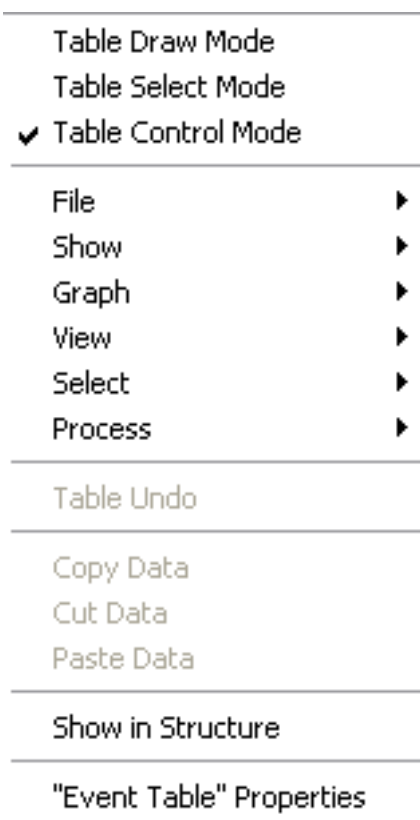 Table Draw Mode
Table Select Mode
Table Control Mode
File
Show
Graph
View
Select
Process
Table Undo
Copy Data
Cut Data
Paste Data
Show in Structure
"Event Table" Properties